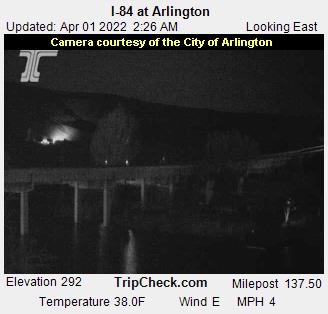 I-84 at Arlington
Updated: Apr 01 2022 2:26 AM Looking East
Camera courtesy of the City of Arlington
Elevation 292 TripCheck.com Milepost 137.50
Temperature 38.0F Wind E MPH 4